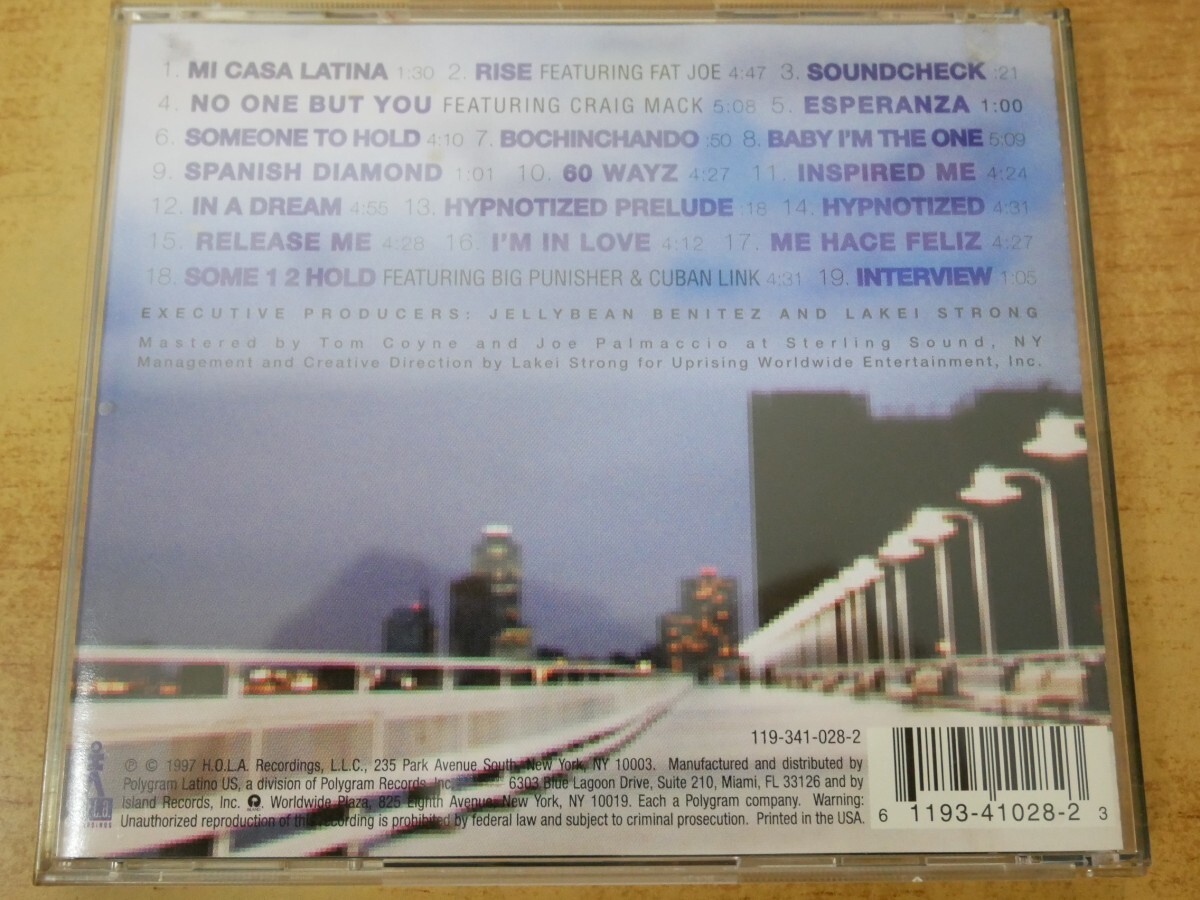 1. MI CASA LATINA 1:30 2. RISE FEATURING FAT JOE 4:47 3. SOUNDCHECK :21
4. NO ONE BUT YOU FEATURING CRAIG MACK 5:08 5. ESPERANZA 1:00
6. SOMEONE TO HOLD 4:10 7. BOCHINCHANDO :50 8. BABY I'M THE ONE 5:09
9. SPANISH DIAMOND 1:01 10. 60 WAYZ 4:27 11. INSPIRED ME 4:24
12. IN A DREAM 4:55 13. HYPNOTIZED PRELUDE :18 14. HYPNOTIZED 4:31
15. RELEASE ME 4:28 16. I'M IN LOVE 4:12 17. ME HACE FELIZ 4:27
18. SOME 1 2 HOLD FEATURING BIG PUNISHER & CUBAN LINK 4:31 19. INTERVIEW 1:05
EXECUTIVE PRODUCERS: JELLYBEAN BENITEZ AND LAKEI STRONG
Mastered by Tom Coyne and Joe Palmaccio at Sterling Sound, NY
Management and Creative Direction by Lakei Strong for Uprising Worldwide Entertainment, Inc.
119-341-028-2
℗ © 1997 H.O.L.A. Recordings, L.L.C., 235 Park Avenue South, New York, NY 10003. Manufactured and distributed by
Polygram Latino US, a division of Polygram Records Inc. 6303 Blue Lagoon Drive, Suite 210, Miami, FL 33126 and by
Island Records, Inc. Worldwide Plaza, 825 Eighth Avenue, New York, NY 10019. Each a Polygram company. Warning:
Unauthorized reproduction of this recording is prohibited by federal law and subject to criminal prosecution. Printed in the USA.
6 1193-41028-2 3